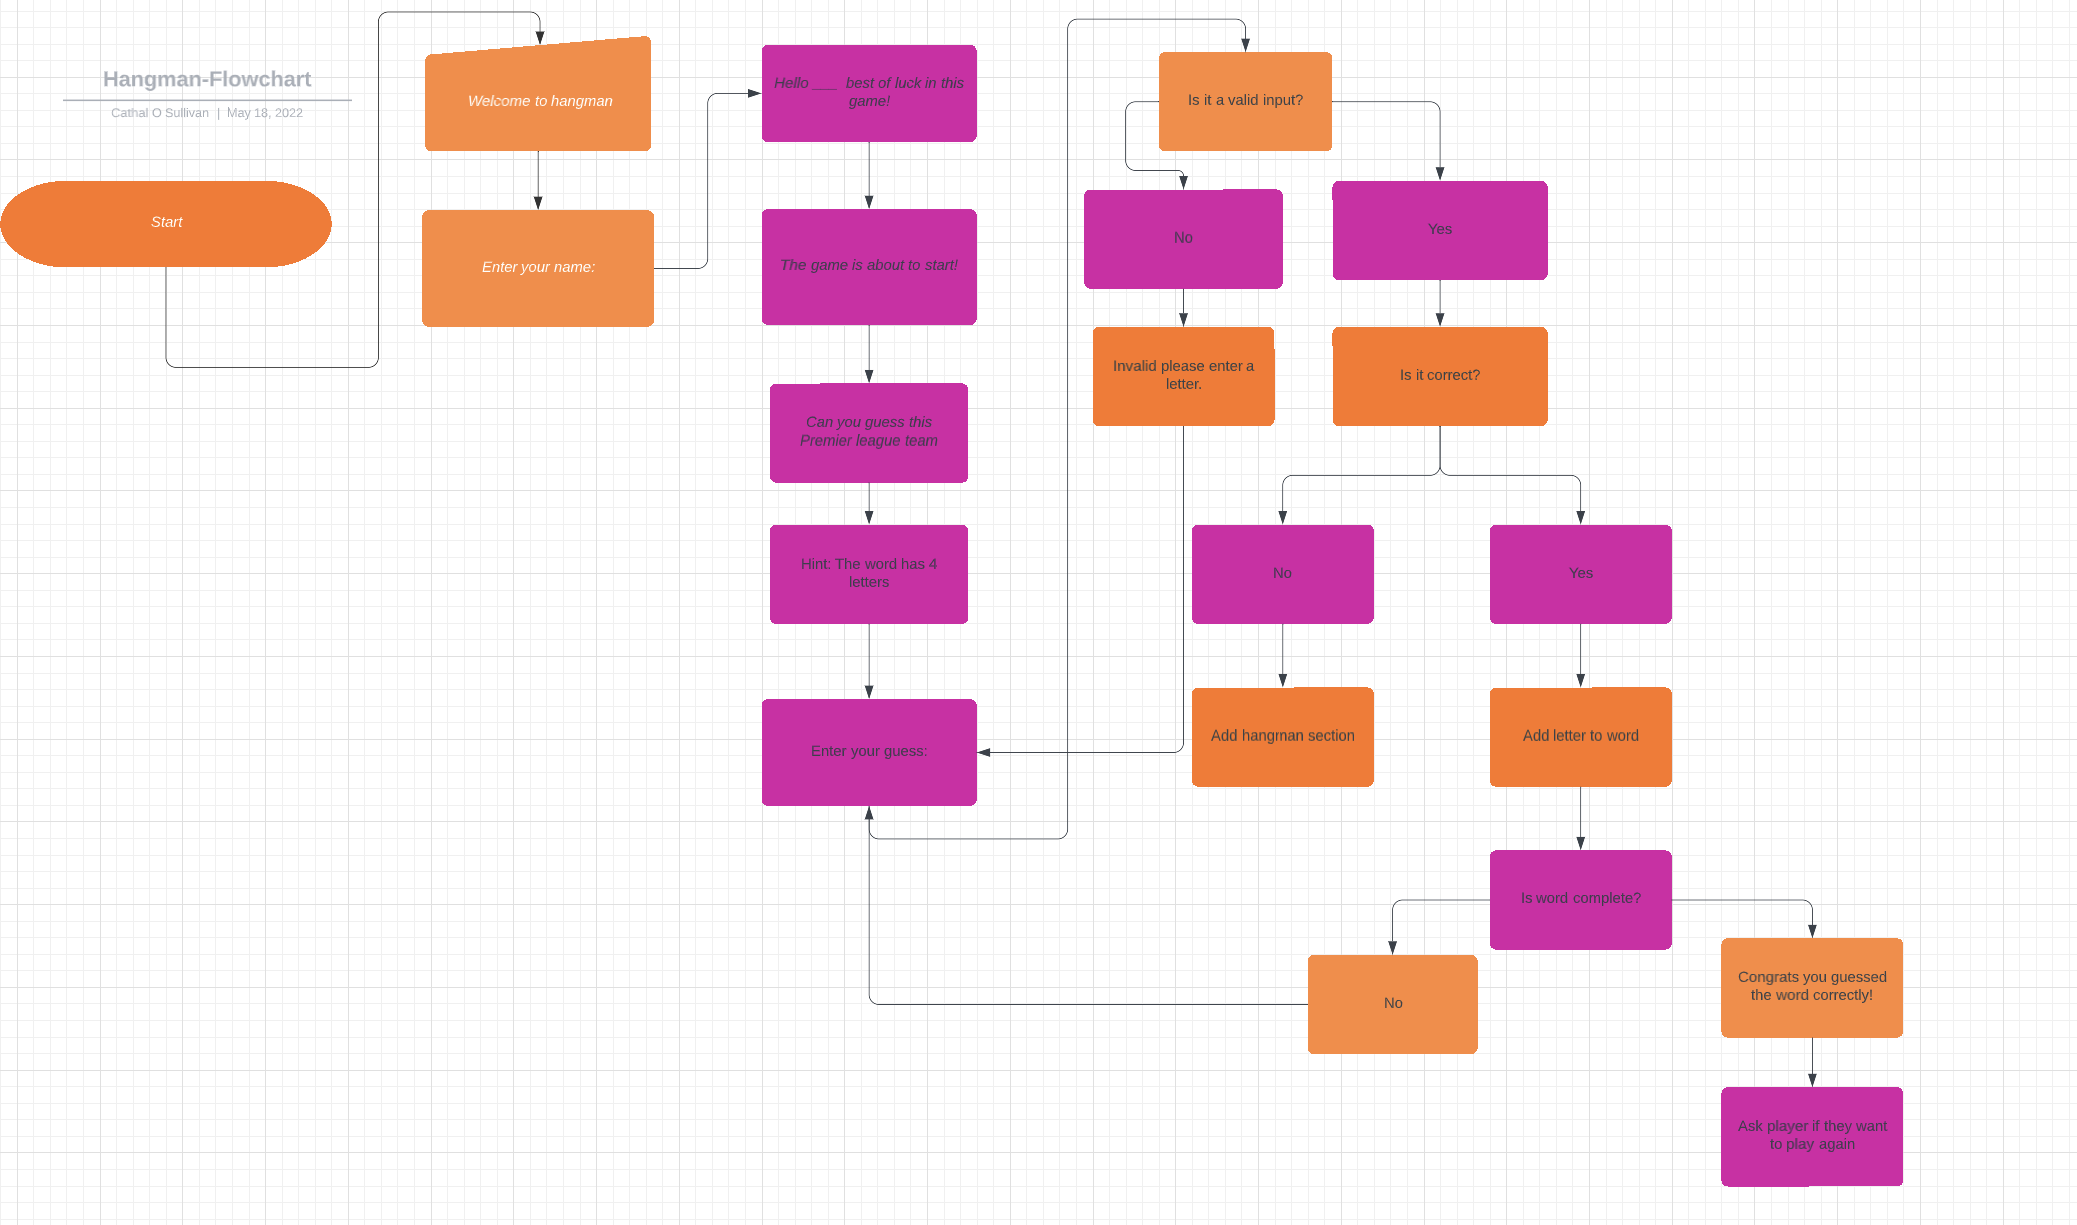 Hangman-Flowchart
Cathal O Sullivan | May 18, 2022
Start
Welcome to hangman
Enter your name:
Hello ___ best of luck in this
game!
The game is about to start!
Can you guess this
Premier league team
Hint: The word has 4
letters
Enter your guess:
Is it a valid input?
No
Yes
Invalid please enter a
letter.
Is it correct?
No
Yes
Add hangman section
Add letter to word
Is word complete?
No
Congrats you guessed
the word correctly!
Ask player if they want
to play again